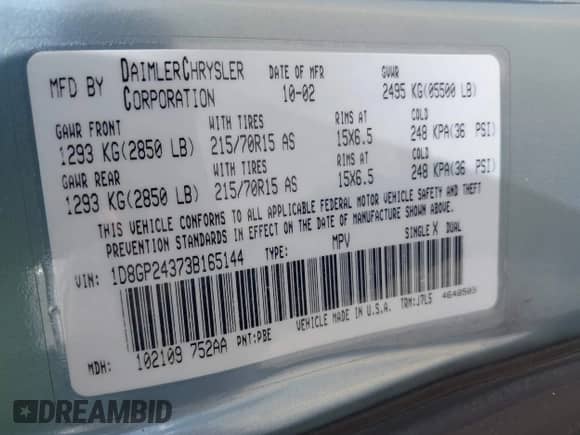 MFD BY DAIMLERCHRYSLER CORPORATION DATE OF MFR 10-02 GVWR 2495 KG(05500 LB)
GAWR FRONT WITH TIRES RIMS AT COLD
1293 KG(2850 LB) 215/70R15 AS 15X6.5 248 KPA(36 PSI)
GAWR REAR WITH TIRES RIMS AT COLD
1293 KG(2850 LB) 215/70R15 AS 15X6.5 248 KPA(36 PSI)
THIS VEHICLE CONFORMS TO ALL APPLICABLE FEDERAL MOTOR VEHICLE SAFETY AND THEFT
PREVENTION STANDARDS IN EFFECT ON THE DATE OF MANUFACTURE SHOWN ABOVE.
VIN: 1D8GP24373B165144 TYPE: MPV SINGLE X DUAL
MDH: 102109 752AA PNT:PBE VEHICLE MADE IN U.S.A. TRM:J7L5 4640503
DREAMBID